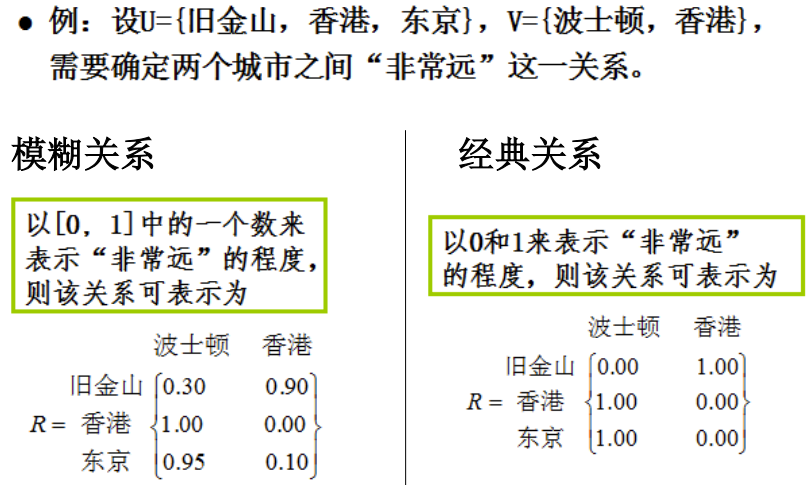 ● 例：设U={旧金山，香港，东京}，V={波士顿，香港}，
需要确定两个城市之间“非常远”这一关系。
模糊关系
以[0，1]中的一个数来
表示“非常远”的程度，
则该关系可表示为
波士顿 香港
旧金山 0.30 0.90
R = 香港 1.00 0.00
东京 0.95 0.10
经典关系
以0和1来表示“非常远”
的程度，则该关系可表示为
波士顿 香港
旧金山 0.00 1.00
R = 香港 1.00 0.00
东京 1.00 0.00